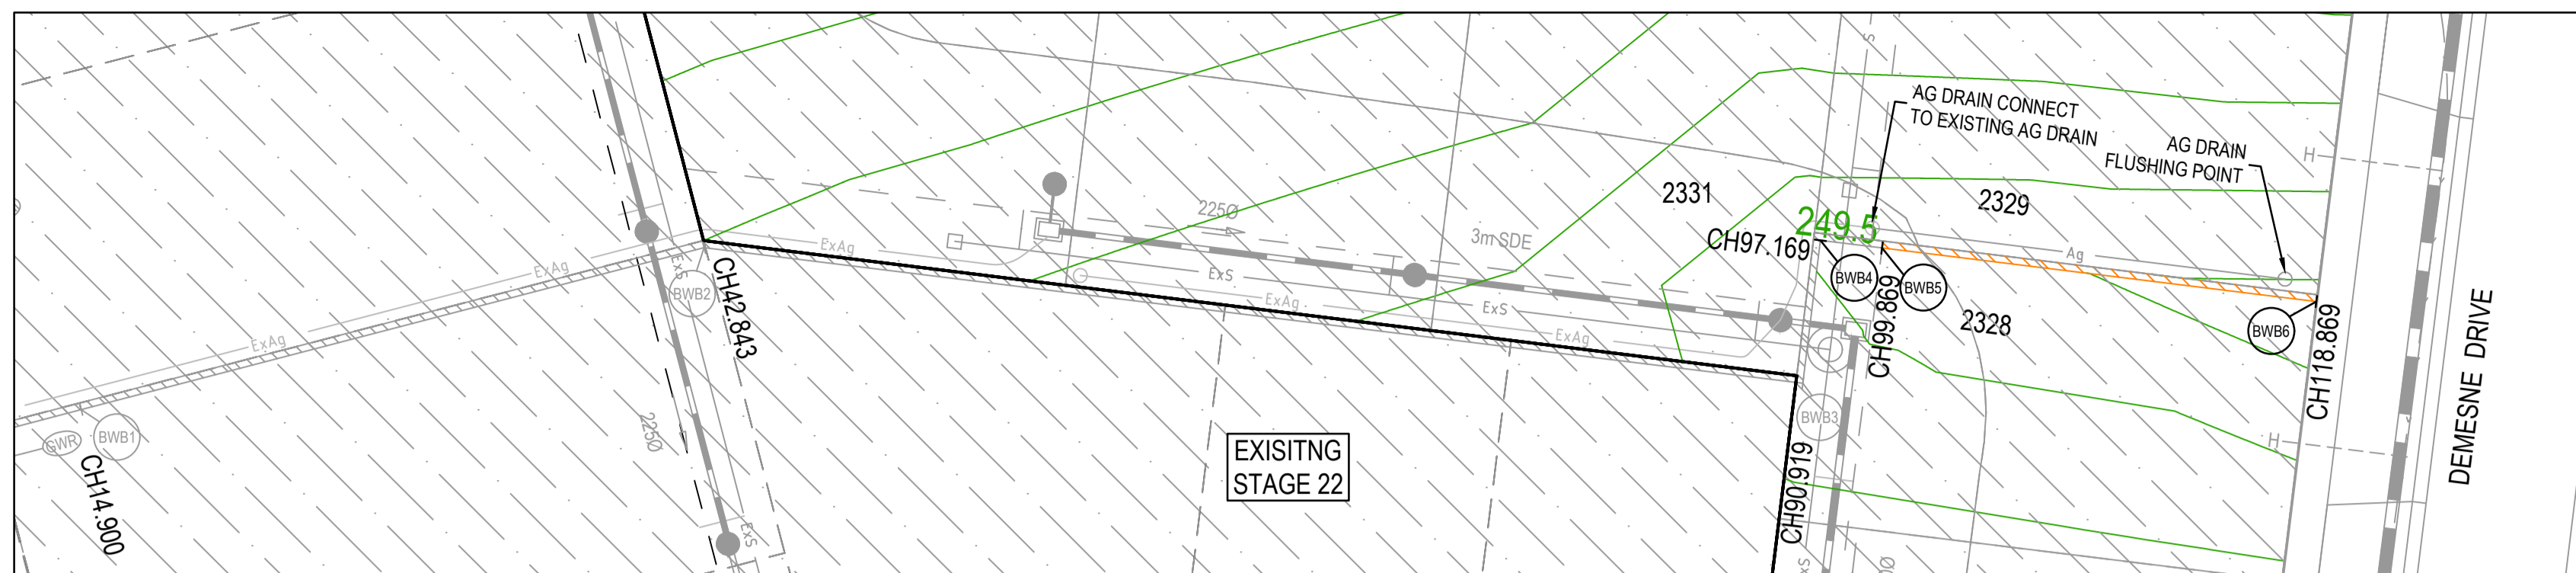 S
AG DRAIN CONNECT
TO EXISTING AG DRAIN
AG DRAIN
FLUSHING POINT
H
2331
2329
225Ø
249.5
3m SDE
CH97.169
ExAg
ExAg
ExS
ExS
Ag
BWB4
BWB5
BWB2
CH42.843
ExAg
ExS
CH99.869
2328
BWB6
CH118.869
DEMESNE DRIVE
ExAg
ExAg
BWB3
GWR
BWB1
225Ø
EXISITNG
STAGE 22
H
CH14.900
CH90.919
ExS